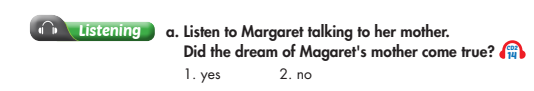 Listening
a. Listen to Margaret talking to her mother.
Did the dream of Magaret's mother come true? CD2 14
1. yes 2. no